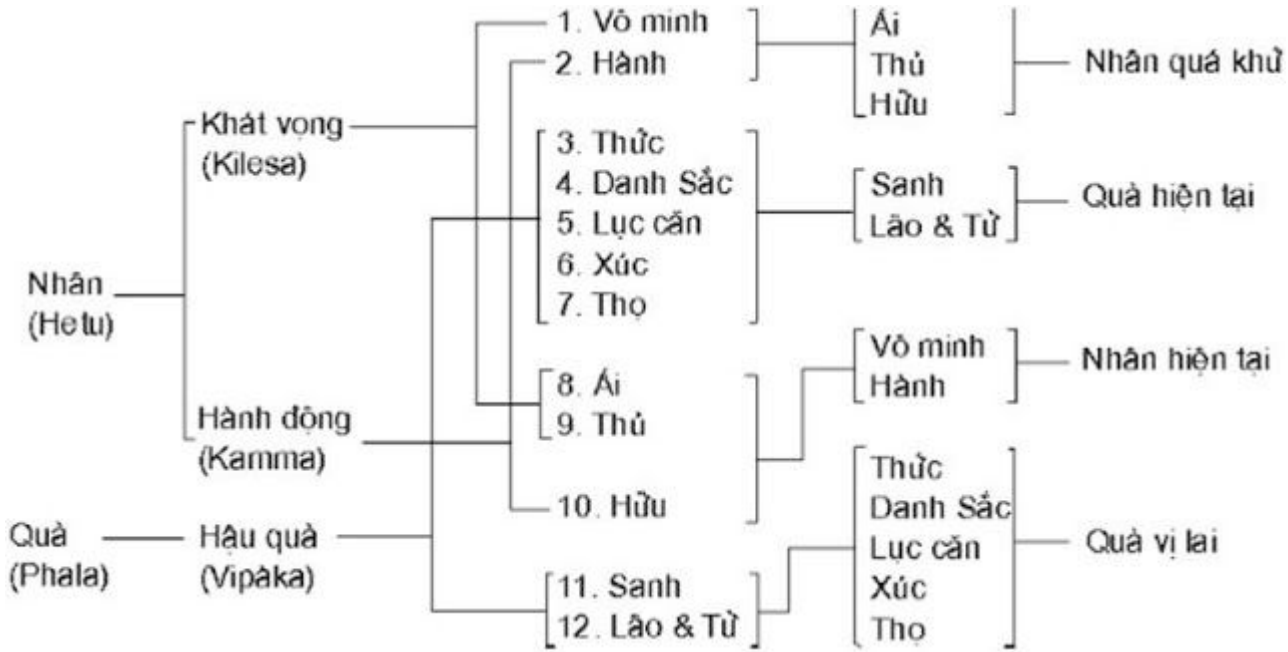 Nhân
(Hetu)
Quả
(Phala)
Khát vọng
(Kilesa)
Hành động
(Kamma)
Hậu quả
(Vipàka)
1. Vô minh
2. Hành
3. Thức
4. Danh Sắc
5. Lục căn
6. Xúc
7. Thọ
8. Ái
9. Thủ
10. Hữu
11. Sanh
12. Lão & Tử
Ái
Thủ
Hữu
Sanh
Lão & Tử
Vô minh
Hành
Thức
Danh Sắc
Lục căn
Xúc
Thọ
Nhân quá khử
Quả hiện tại
Nhân hiện tại
Quả vị lai